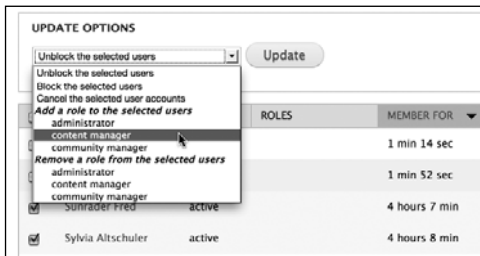 UPDATE OPTIONS
Unblock the selected users
Update
Unblock the selected users
Block the selected users
Cancel the selected user accounts
Add a role to the selected users
administrator
content manager
community manager
Remove a role from the selected users
administrator
content manager
community manager
ROLES MEMBER FOR
1 min 14 sec
1 min 52 sec
Sunrader Fred active 4 hours 7 min
Sylvia Altschuler active 4 hours 8 min